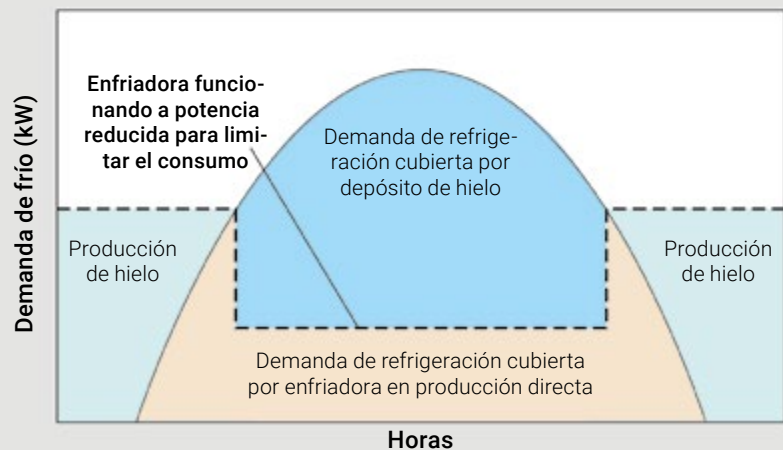 Demanda de frío (kW)
Enfriadora funcio-
nando a potencia
reducida para limi-
tar el consumo
Demanda de refrige-
ración cubierta por
depósito de hielo
Producción
de hielo
Producción
de hielo
Demanda de refrigeración cubierta
por enfriadora en producción directa
Horas